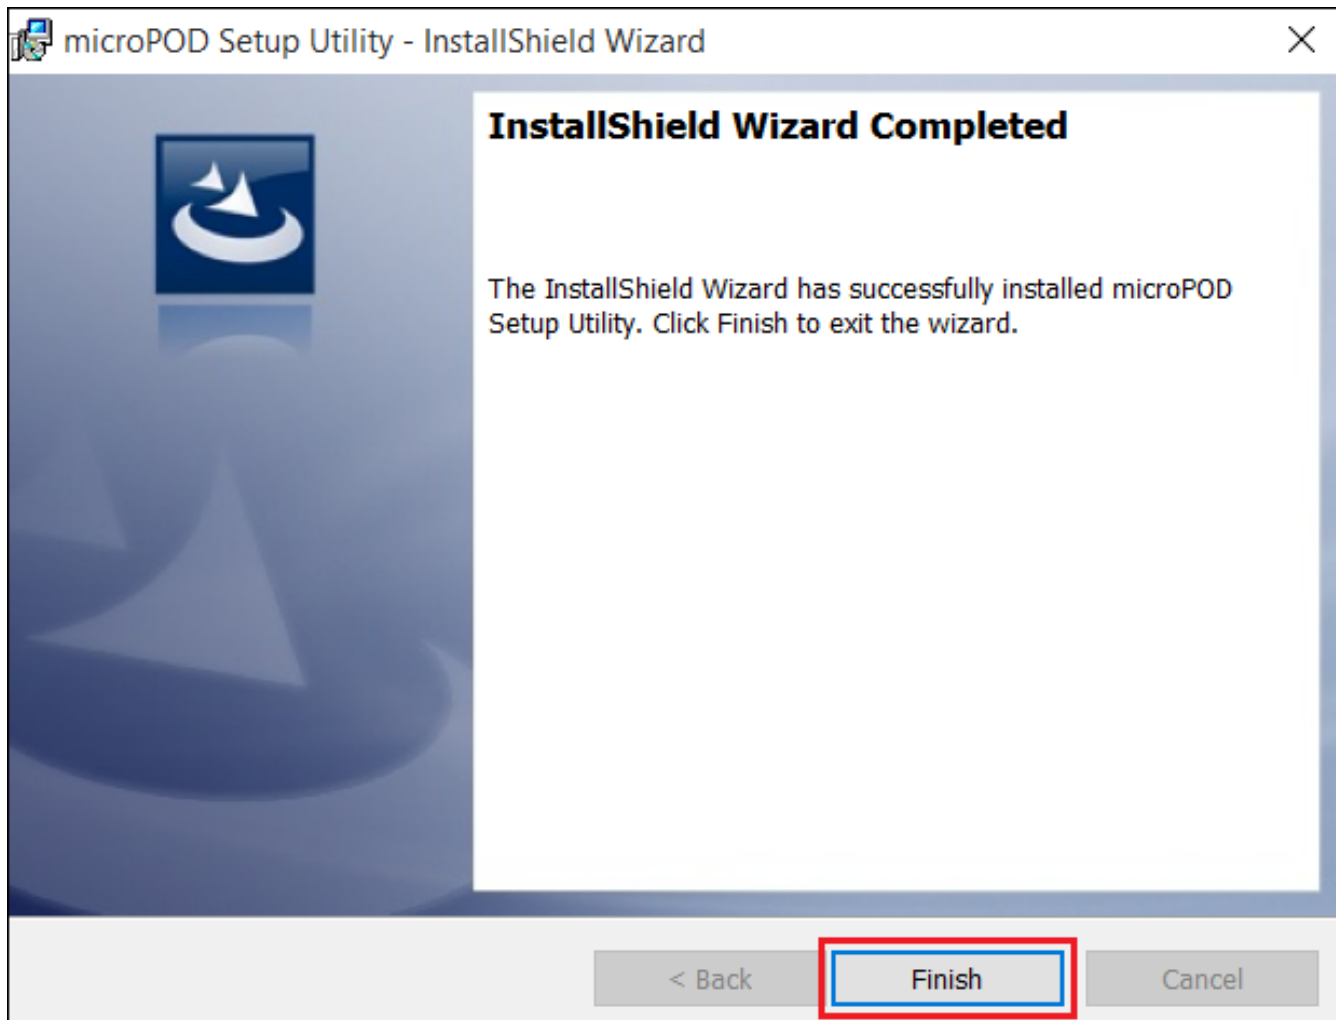 microPOD Setup Utility - InstallShield Wizard
InstallShield Wizard Completed
The InstallShield Wizard has successfully installed microPOD
Setup Utility. Click Finish to exit the wizard.
< Back
Finish
Cancel